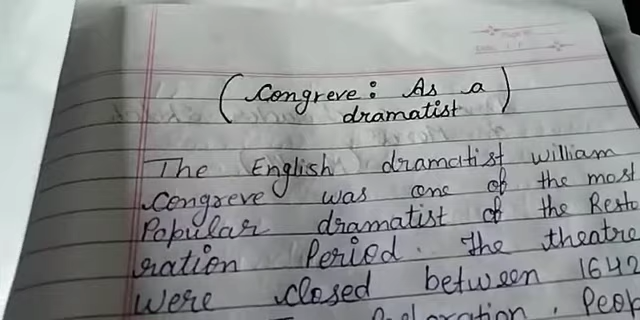 (Congreve: As a
dramatist)
The English dramatist william
Congreve was one of the most
Popular dramatist of the Resto
ration Period. The theatre
were closed between 1642